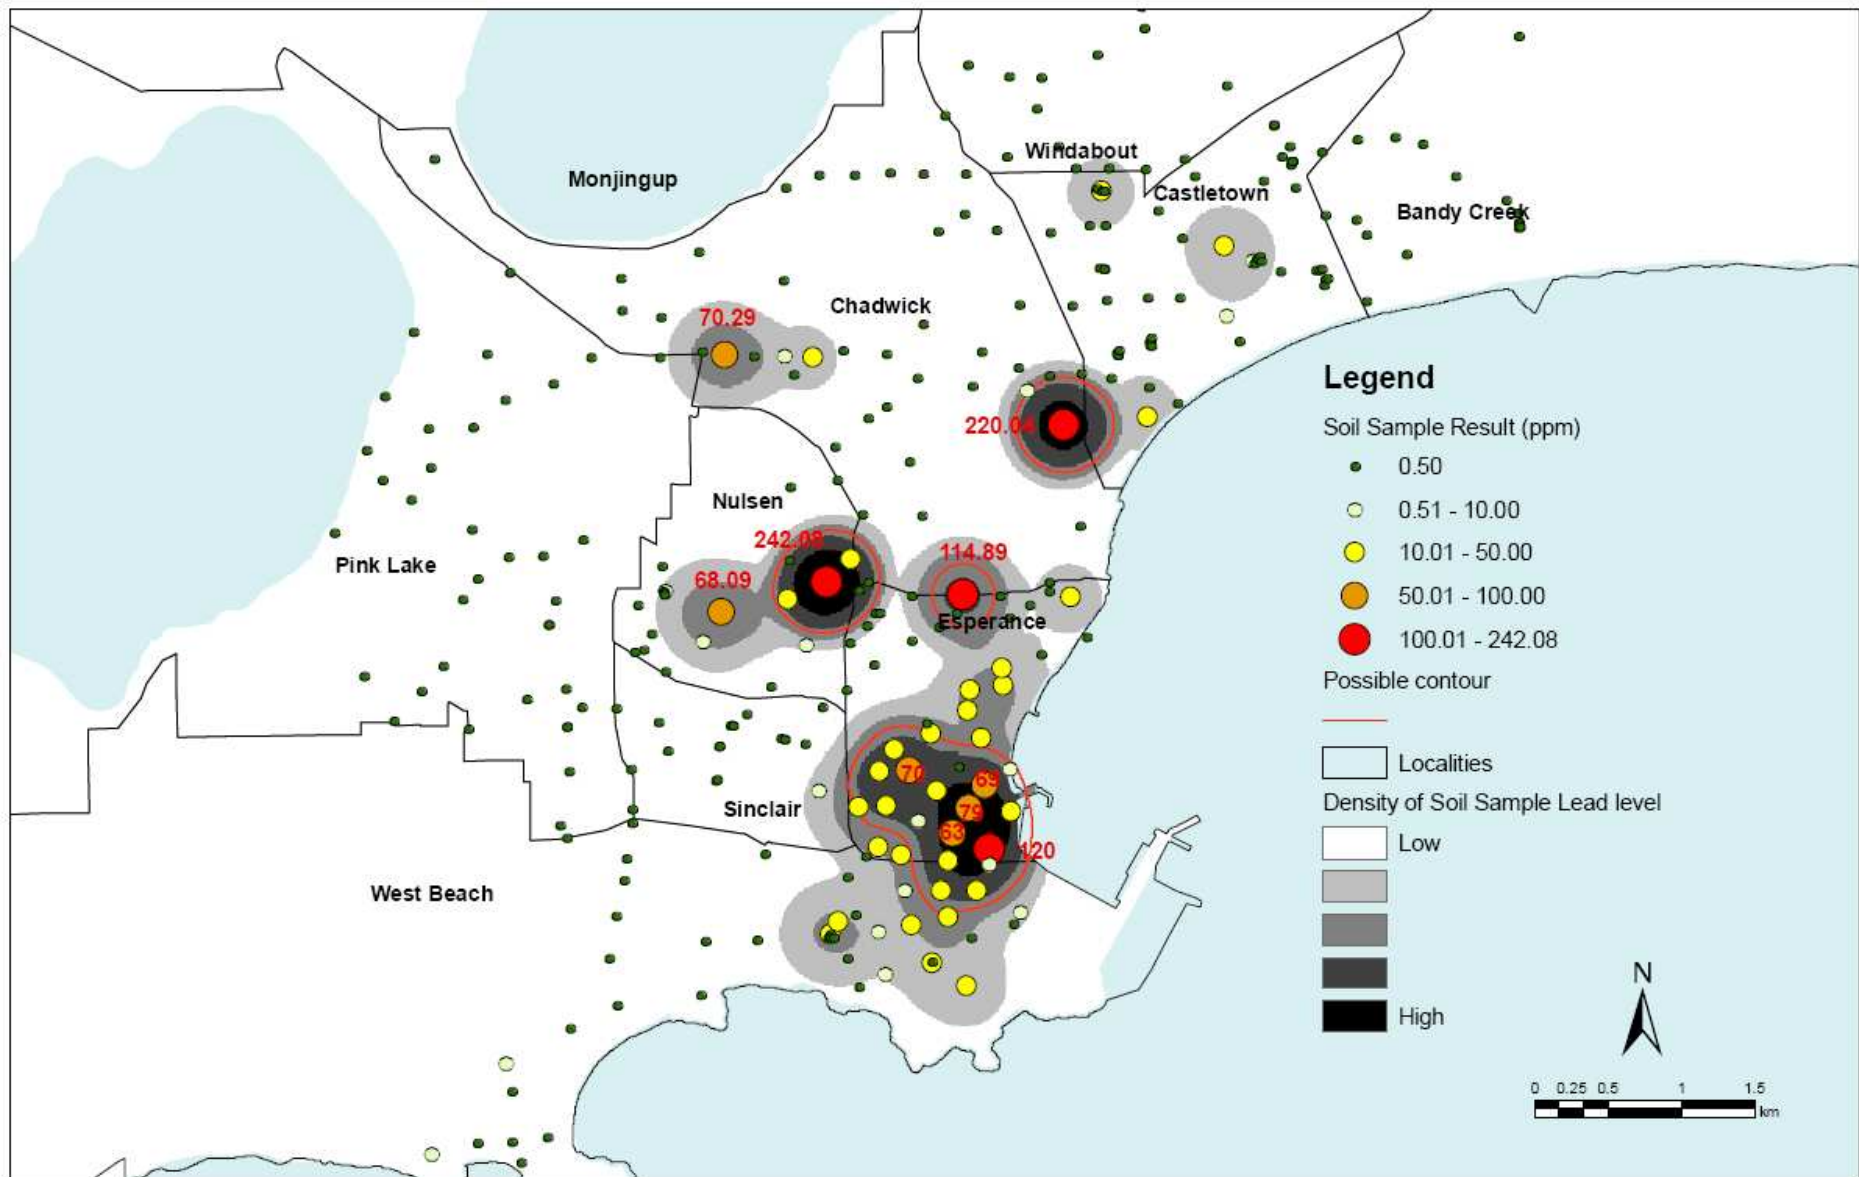 Windabout
Monjingup
Castletown
Bandy Creek
Chadwick
70.29
220.04
Nulsen
242.08
114.89
Pink Lake
68.09
Esperance
70
69
79
Sinclair
63
120
West Beach
Legend
Soil Sample Result (ppm)
0.50
0.51 - 10.00
10.01 - 50.00
50.01 - 100.00
100.01 - 242.08
Possible contour
Localities
Density of Soil Sample Lead level
Low
High
N
0 0.25 0.5 1 1.5
km